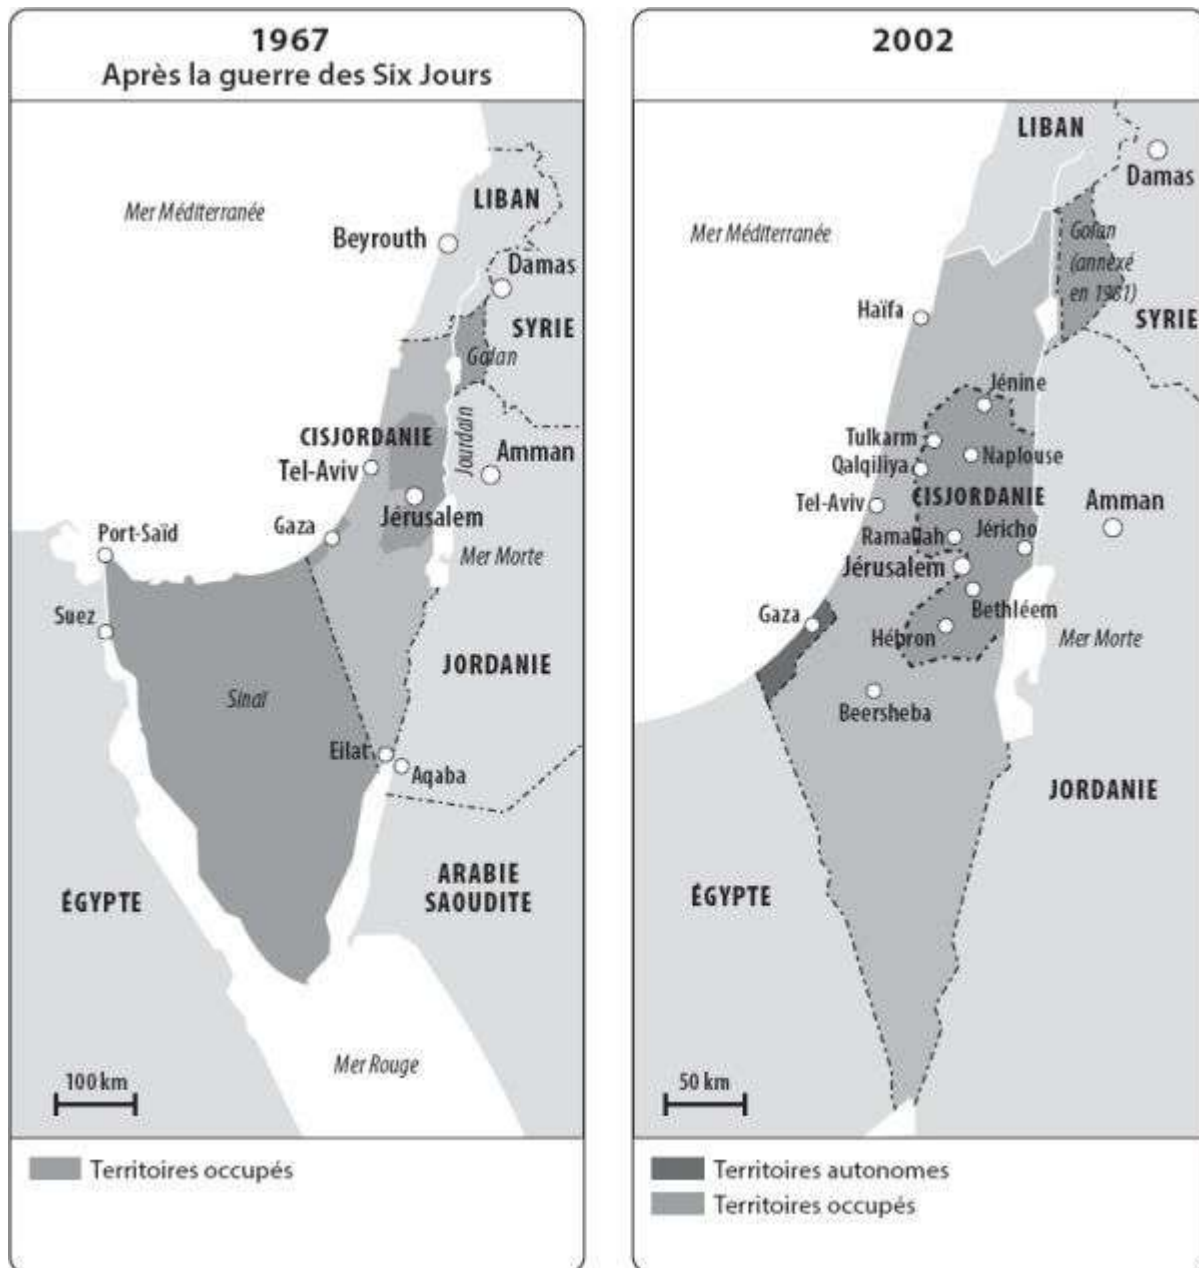 1967
Après la guerre des Six Jours
Mer Méditerranée
LIBAN
Beyrouth
Damas
SYRIE
Golan
CISJORDANIE
Jourdain
Tel-Aviv
Amman
Jérusalem
Gaza
Port-Saïd
Mer Morte
Suez
JORDANIE
Sinaï
Eilat
Aqaba
ÉGYPTE
ARABIE
SAOUDITE
Mer Rouge
100 km
Territoires occupés
2002
LIBAN
Damas
Mer Méditerranée
Golan
(annexé
en 1981)
Haïfa
SYRIE
Jénine
Tulkarm
Naplouse
Qalqiliya
CISJORDANIE
Tel-Aviv
Amman
Ramallah
Jéricho
Jérusalem
Bethléem
Gaza
Hébron
Mer Morte
Beersheba
JORDANIE
ÉGYPTE
50 km
Territoires autonomes
Territoires occupés